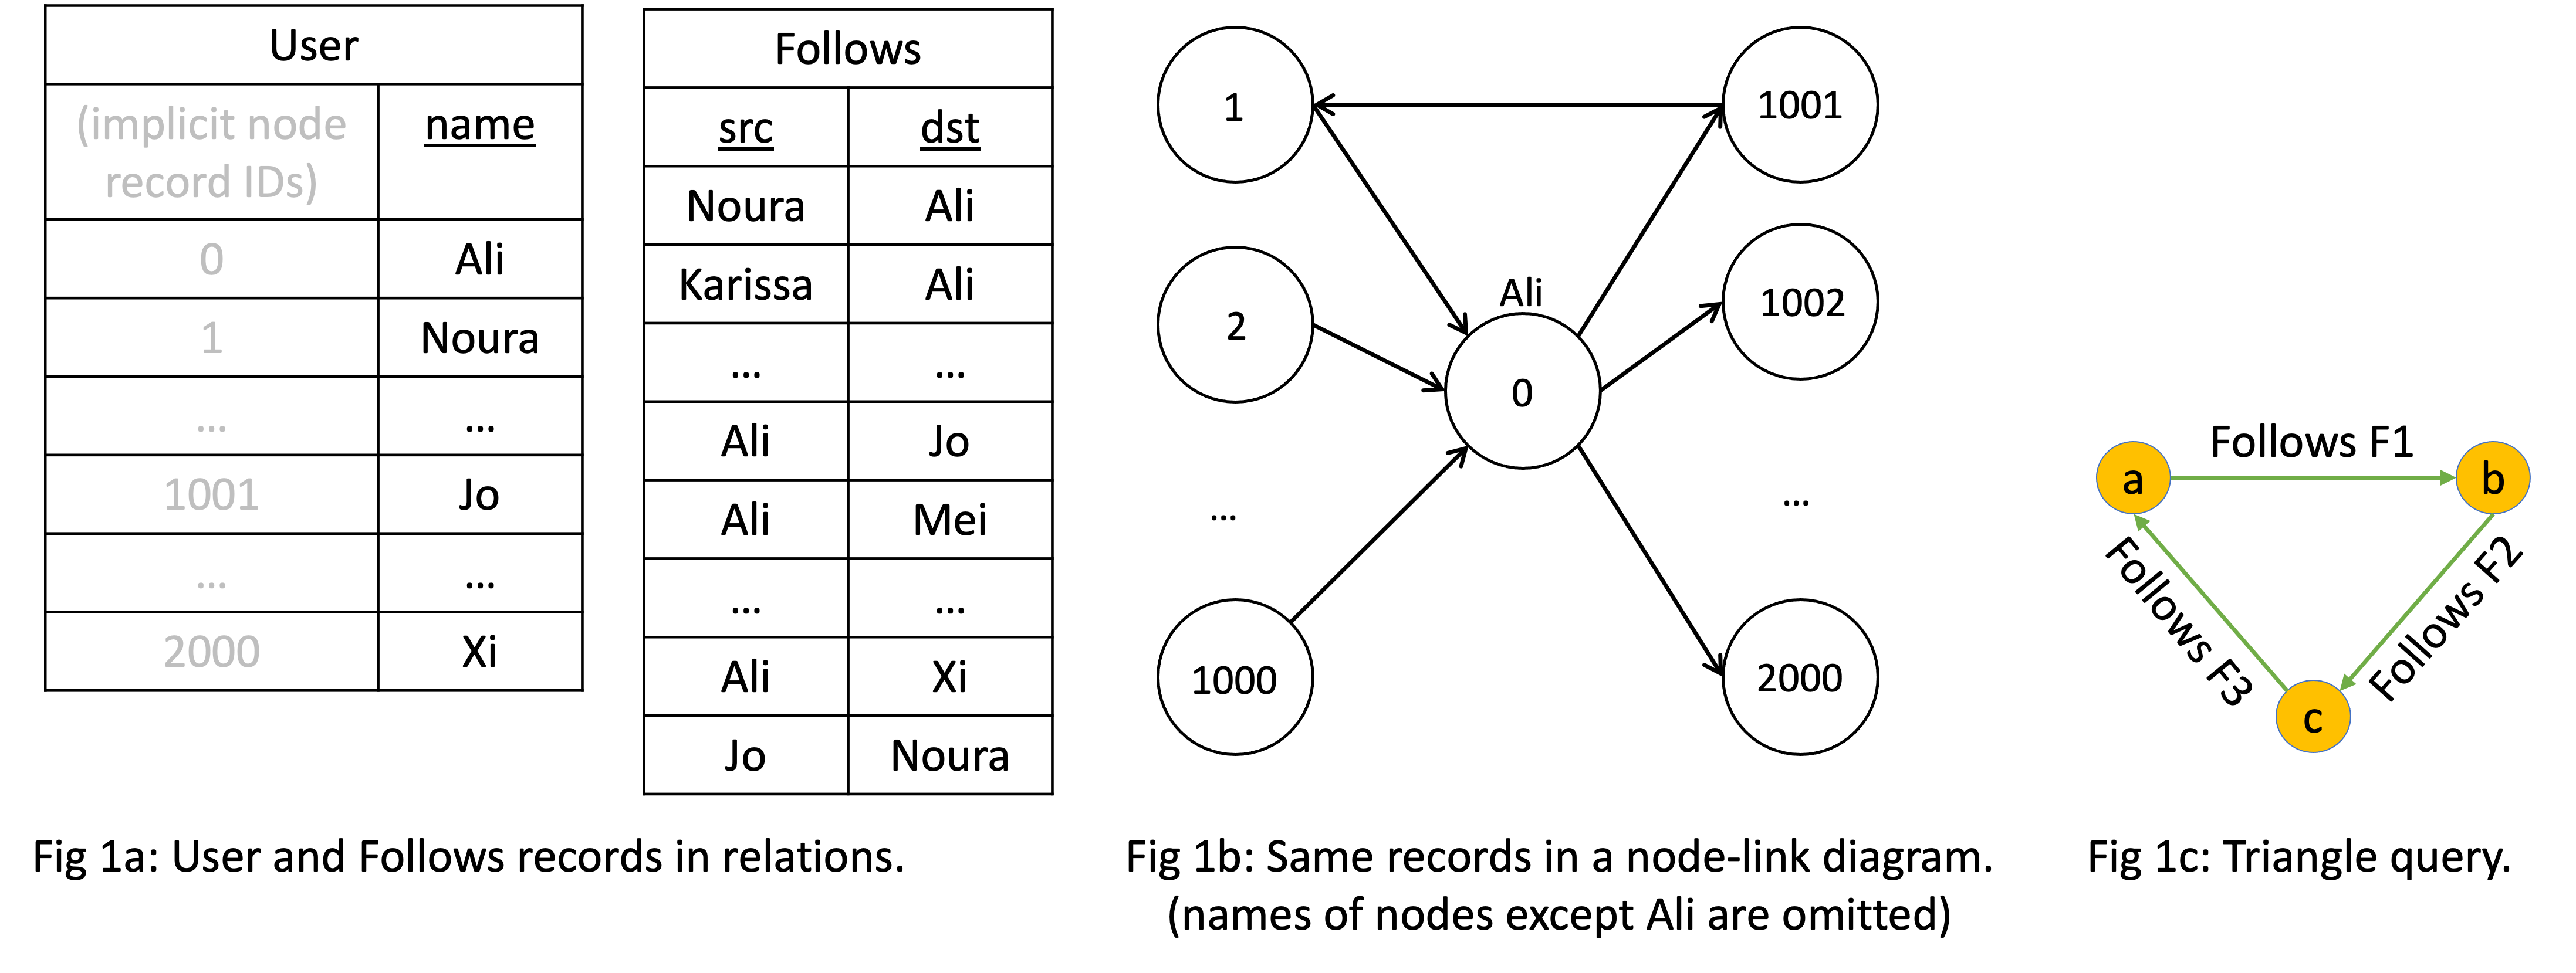 User
(implicit node
record IDs)
name
0
Ali
1
Noura
...
...
1001
Jo
...
...
2000
Xi
Follows
src
dst
Noura
Ali
Karissa
Ali
...
...
Ali
Jo
Ali
Mei
...
...
Ali
Xi
Jo
Noura
Fig 1a: User and Follows records in relations.
1
1001
2
1002
Ali
0
...
...
1000
2000
Fig 1b: Same records in a node-link diagram.
(names of nodes except Ali are omitted)
Follows F1
a
b
Follows F3
Follows F2
c
Fig 1c: Triangle query.